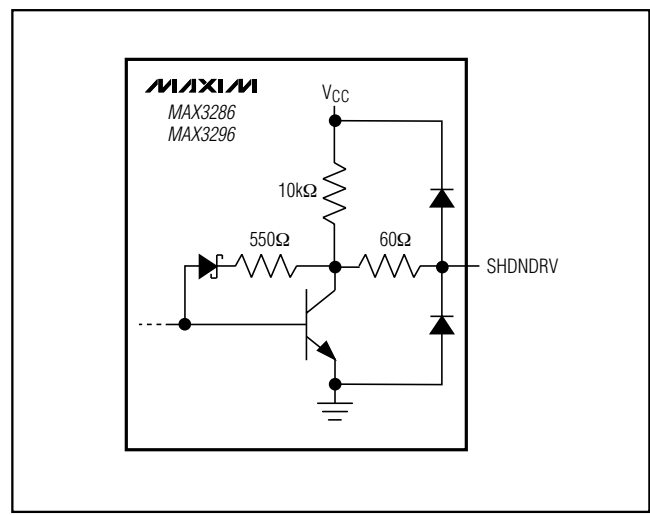 MAXIM
MAX3286
MAX3296
VCC
10kΩ
550Ω
60Ω
SHDNDRV